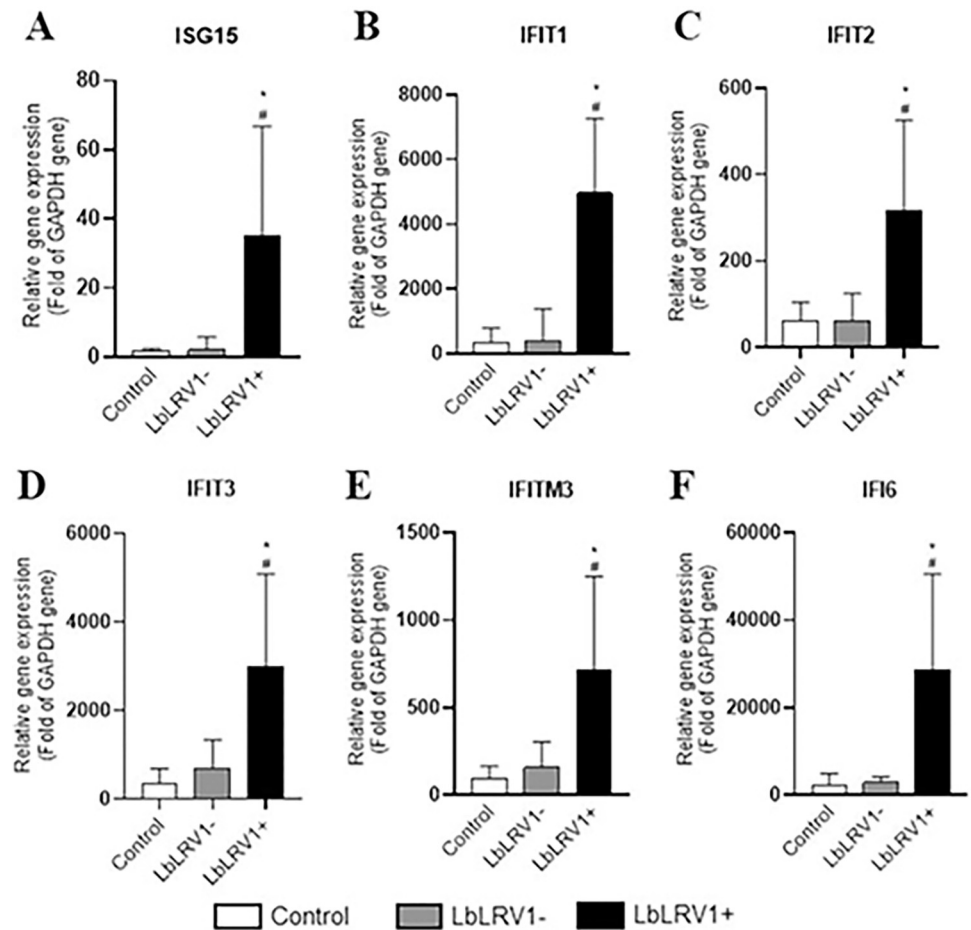 A
ISG15
Relative gene expression
(Fold of GAPDH gene)
80
60
40
20
0
*
#
Control
LbLRV1-
LbLRV1+
B
IFIT1
Relative gene expression
(Fold of GAPDH gene)
8000
6000
4000
2000
0
*
#
Control
LbLRV1-
LbLRV1+
C
IFIT2
Relative gene expression
(Fold of GAPDH gene)
600
400
200
0
*
#
Control
LbLRV1-
LbLRV1+
D
IFIT3
Relative gene expression
(Fold of GAPDH gene)
6000
4000
2000
0
*
#
Control
LbLRV1-
LbLRV1+
E
IFITM3
Relative gene expression
(Fold of GAPDH gene)
1500
1000
500
0
*
#
Control
LbLRV1-
LbLRV1+
F
IFI6
Relative gene expression
(Fold of GAPDH gene)
60000
40000
20000
0
*
#
Control
LbLRV1-
LbLRV1+
Control LbLRV1- LbLRV1+